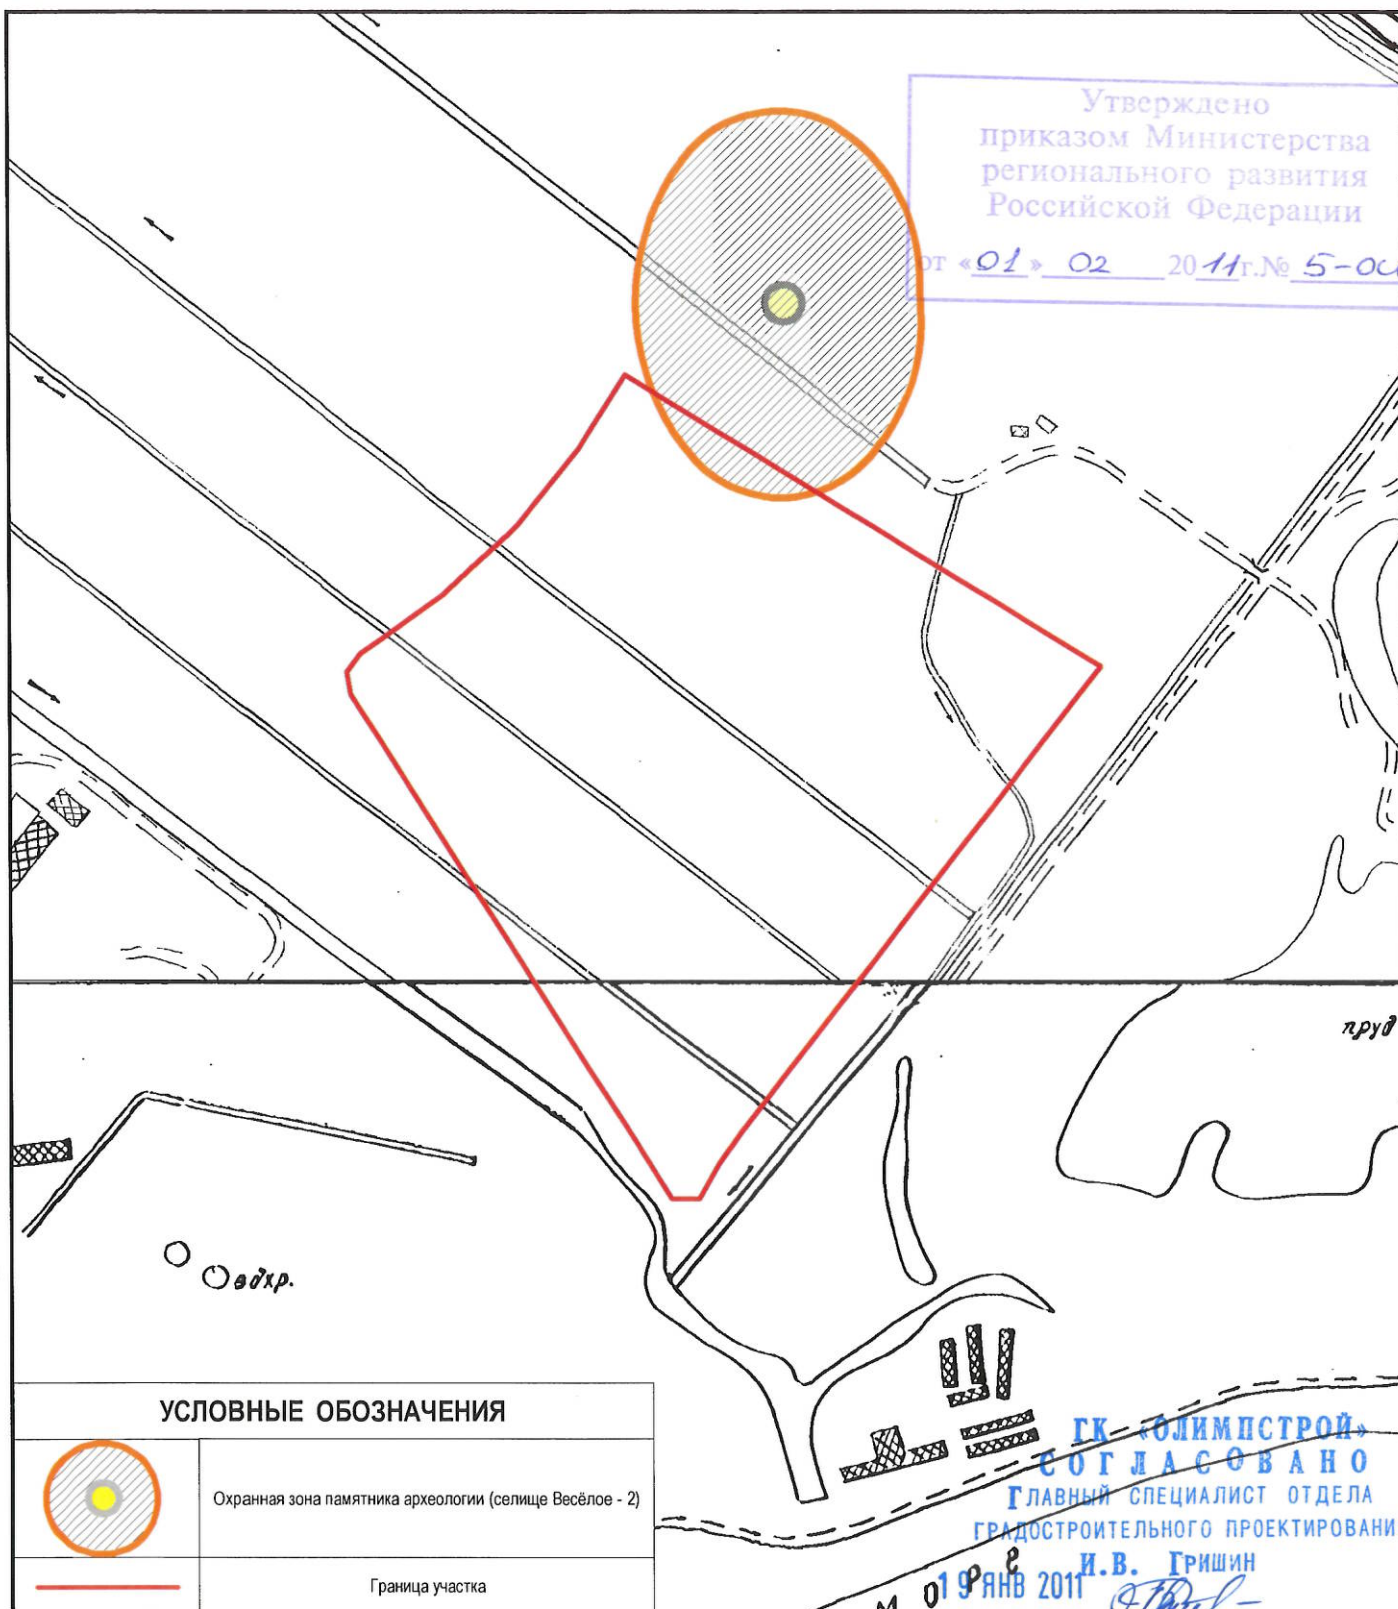 Утверждено
приказом Министерства
регионального развития
Российской Федерации
от «01» 02 2011г.№ 5-ОИ
пруд
вдхр.
УСЛОВНЫЕ ОБОЗНАЧЕНИЯ
Охранная зона памятника археологии (селище Весёлое - 2)
Граница участка
море
ГК «ОЛИМПСТРОЙ»
СОГЛАСОВАНО
ГЛАВНЫЙ СПЕЦИАЛИСТ ОТДЕЛА
ГРАДОСТРОИТЕЛЬНОГО ПРОЕКТИРОВАНИ
И.В. ГРИШИН
19 ЯНВ 2011